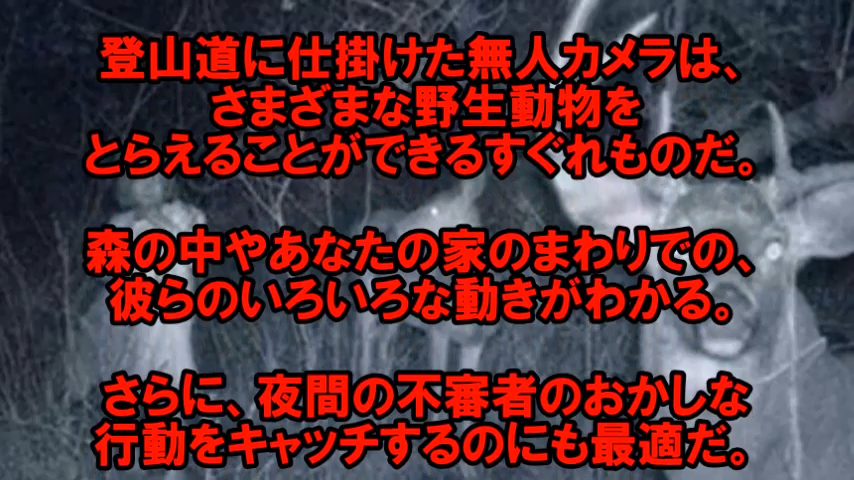 登山道に仕掛けた無人カメラは、
さまざまな野生動物を
とらえることができるすぐれものだ。
森の中やあなたの家のまわりでの、
彼らのいろいろな動きがわかる。
さらに、夜間の不審者のおかしな
行動をキャッチするのにも最適だ。